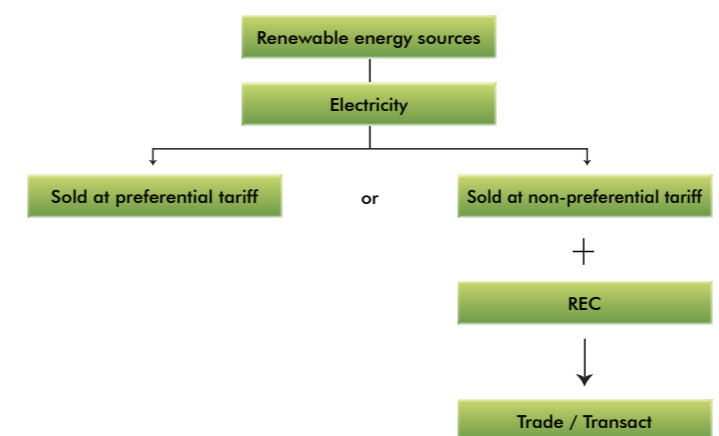 Renewable energy sources
Electricity
Sold at preferential tariff
or
Sold at non-preferential tariff
+
REC
Trade / Transact